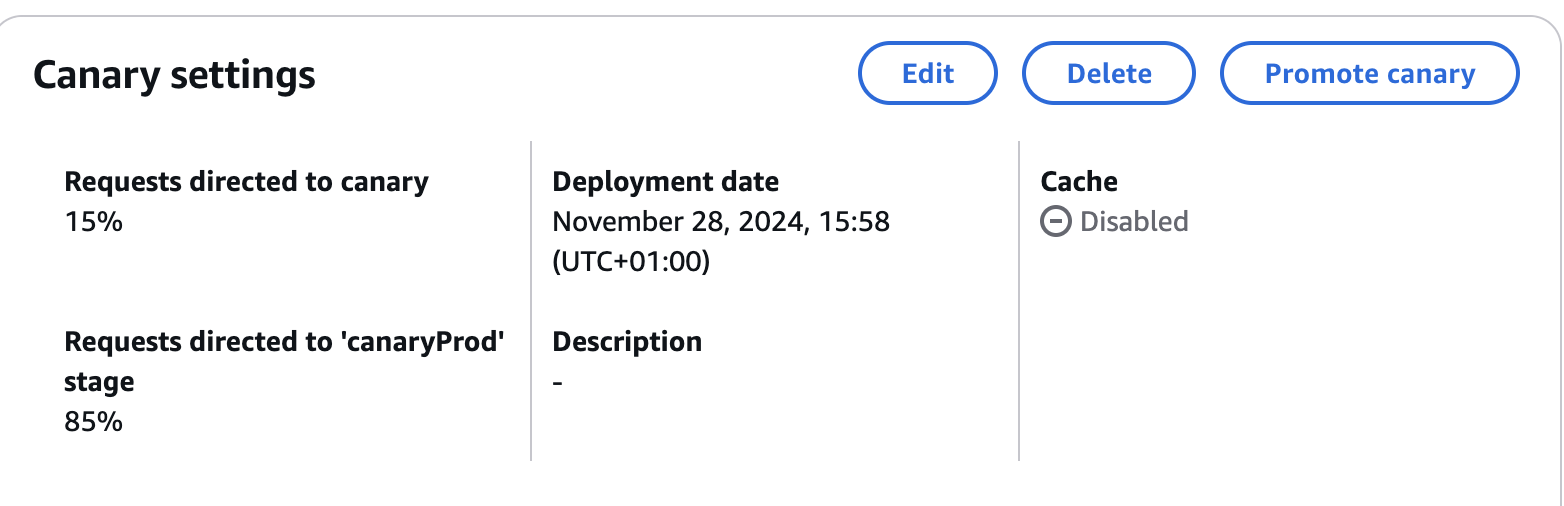 Canary settings
Edit
Delete
Promote canary
Requests directed to canary
15%
Requests directed to 'canaryProd'
stage
85%
Deployment date
November 28, 2024, 15:58
(UTC+01:00)
Description
-
Cache
Disabled